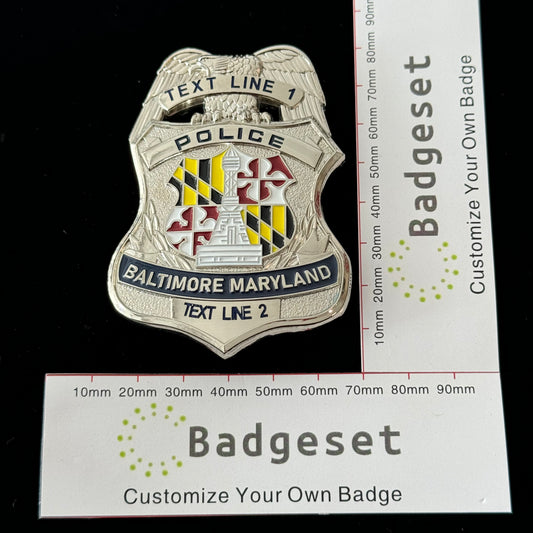 TEXT LINE 1
POLICE
BALTIMORE MARYLAND
TEXT LINE 2
10mm 20mm 30mm 40mm 50mm 60mm 70mm 80mm 90mm
Badgeset
Customize Your Own Badge
10mm 20mm 30mm 40mm 50mm 60mm 70mm 80mm 90mm
Badgeset
Customize Your Own Badge